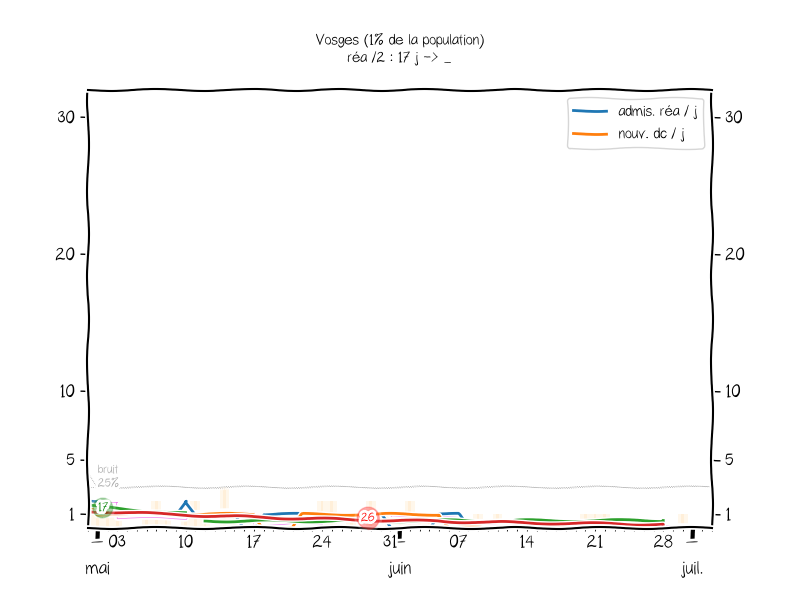 Vosges (1% de la population)
réa /2 : 17 j -> _
admis. réa / j
nouv. dc / j
30
30
20
20
10
10
5
5
bruit
25%
17
26
1
1
03 10 17 24 31 07 14 21 28
mai juin juil.